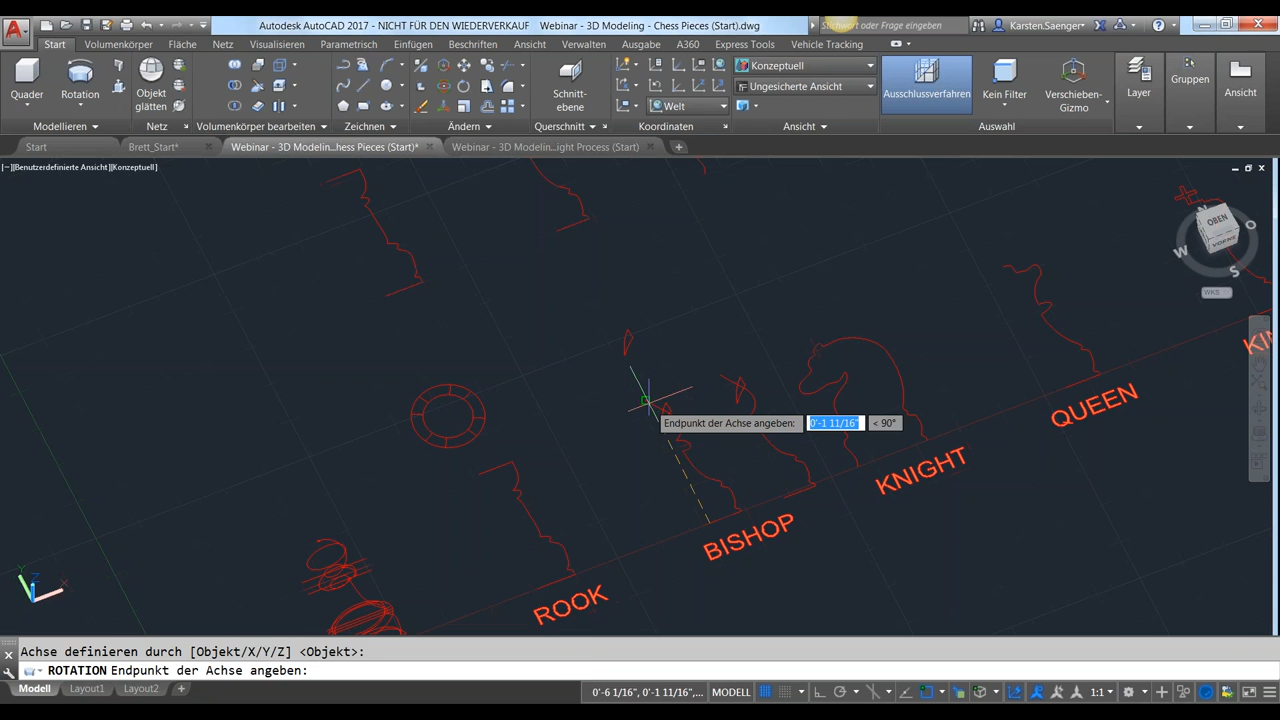 Autodesk AutoCAD 2017 - NICHT FÜR DEN WIEDERVERKAUF Webinar - 3D Modeling - Chess Pieces (Start).dwg
Stichwort oder Frage eingeben
Karsten.Saenger
Start Volumenkörper Fläche Netz Visualisieren Parametrisch Einfügen Beschriften Ansicht Verwalten Ausgabe A360 Express Tools Vehicle Tracking
Quader
Rotation
Objekt glätten
Schnitt-
ebene
Welt
Konzeptuell
Ungesicherte Ansicht
Ausschlussverfahren
Kein Filter
Verschieben-
Gizmo
Layer
Gruppen
Ansicht
Modellieren Netz Volumenkörper bearbeiten Zeichnen Ändern Querschnitt Koordinaten Ansicht Auswahl
Start Brett_Start* Webinar - 3D Modelin...hess Pieces (Start)* Webinar - 3D Modelin...ight Process (Start)
[−]Benutzerdefinierte Ansicht][Konzeptuell]
OBEN
VORNE
N
O
W
S
WKS
KIN
QUEEN
Endpunkt der Achse angeben: 0'-1 11/16" < 90°
KNIGHT
BISHOP
ROOK
Y
Z
X
Achse definieren durch [Objekt/X/Y/Z] <Objekt>:
ROTATION Endpunkt der Achse angeben:
Modell Layout1 Layout2
0'-6 1/16", 0'-1 11/16",... MODELL 1:1